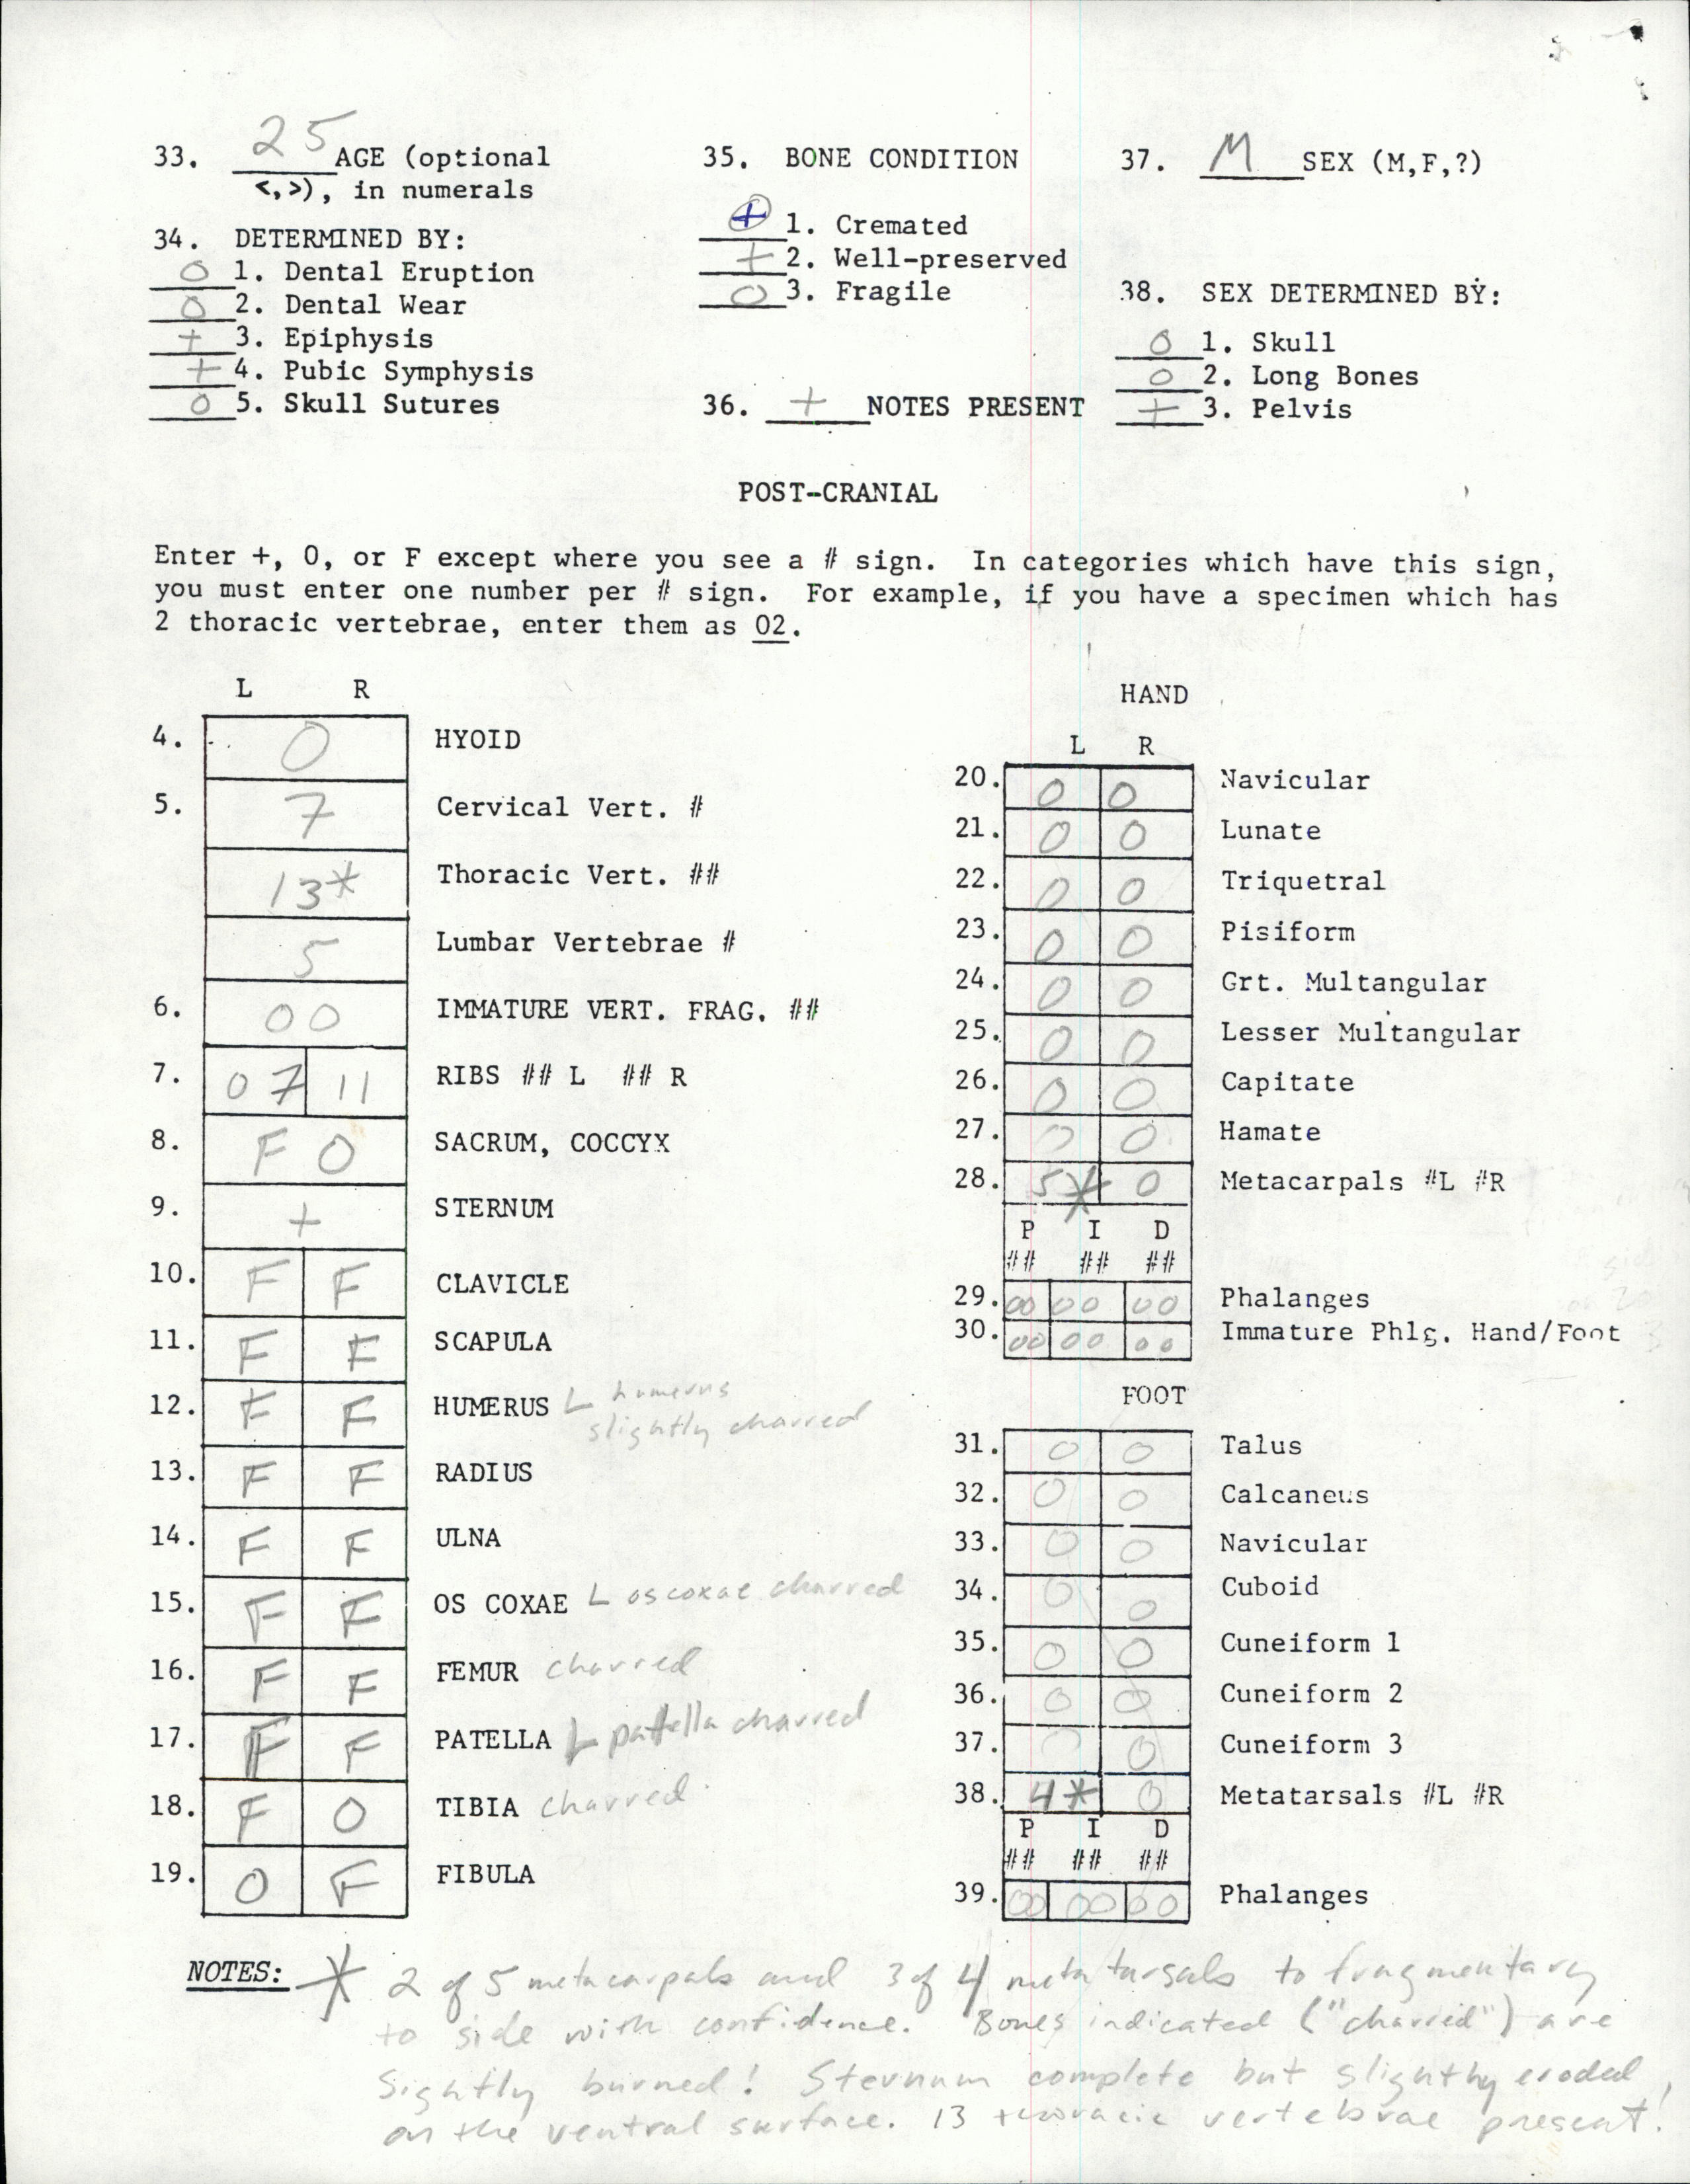 33. 25 AGE (optional
<,>), in numerals
34. DETERMINED BY:
0 1. Dental Eruption
0 2. Dental Wear
+ 3. Epiphysis
+ 4. Pubic Symphysis
0 5. Skull Sutures
35. BONE CONDITION
+ 1. Cremated
+ 2. Well-preserved
0 3. Fragile
36. + NOTES PRESENT
37. M SEX (M,F,?)
38. SEX DETERMINED BY:
0 1. Skull
0 2. Long Bones
+ 3. Pelvis
POST-CRANIAL
Enter +, 0, or F except where you see a # sign. In categories which have this sign,
you must enter one number per # sign. For example, if you have a specimen which has
2 thoracic vertebrae, enter them as 02.
L R
4. 0 HYOID
5. 7 Cervical Vert. #
13* Thoracic Vert. ##
5 Lumbar Vertebrae #
6. 00 IMMATURE VERT. FRAG. ##
7. 07 11 RIBS ## L ## R
8. F 0 SACRUM, COCCYX
9. + STERNUM
10. F F CLAVICLE
11. F F SCAPULA
12. F F HUMERUS L humerus
slightly charred
13. F F RADIUS
14. F F ULNA
15. F F OS COXAE L os coxae charred
16. F F FEMUR charred
17. F F PATELLA L patella charred
18. F 0 TIBIA charred
19. 0 F FIBULA
HAND
L R
20. 0 0 Navicular
21. 0 0 Lunate
22. 0 0 Triquetral
23. 0 0 Pisiform
24. 0 0 Grt. Multangular
25. 0 0 Lesser Multangular
26. 0 0 Capitate
27. 0 0 Hamate
28. 5* 0 Metacarpals #L #R
P I D
## ## ##
29. 00 00 00 Phalanges
30. 00 00 00 Immature Phlg. Hand/Foot
FOOT
31. 0 0 Talus
32. 0 0 Calcaneus
33. 0 0 Navicular
34. 0 0 Cuboid
35. 0 0 Cuneiform 1
36. 0 0 Cuneiform 2
37. 0 0 Cuneiform 3
38. 4* 0 Metatarsals #L #R
P I D
## ## ##
39. 00 00 00 Phalanges
NOTES: * 2 of 5 metacarpals and 3 of 4 metatarsals to fragmentary
to side with confidence. Bones indicated ("charred") are
Sightly burned! Sternum complete but slightly eroded
on the ventral surface. 13 thoracic vertebrae present!